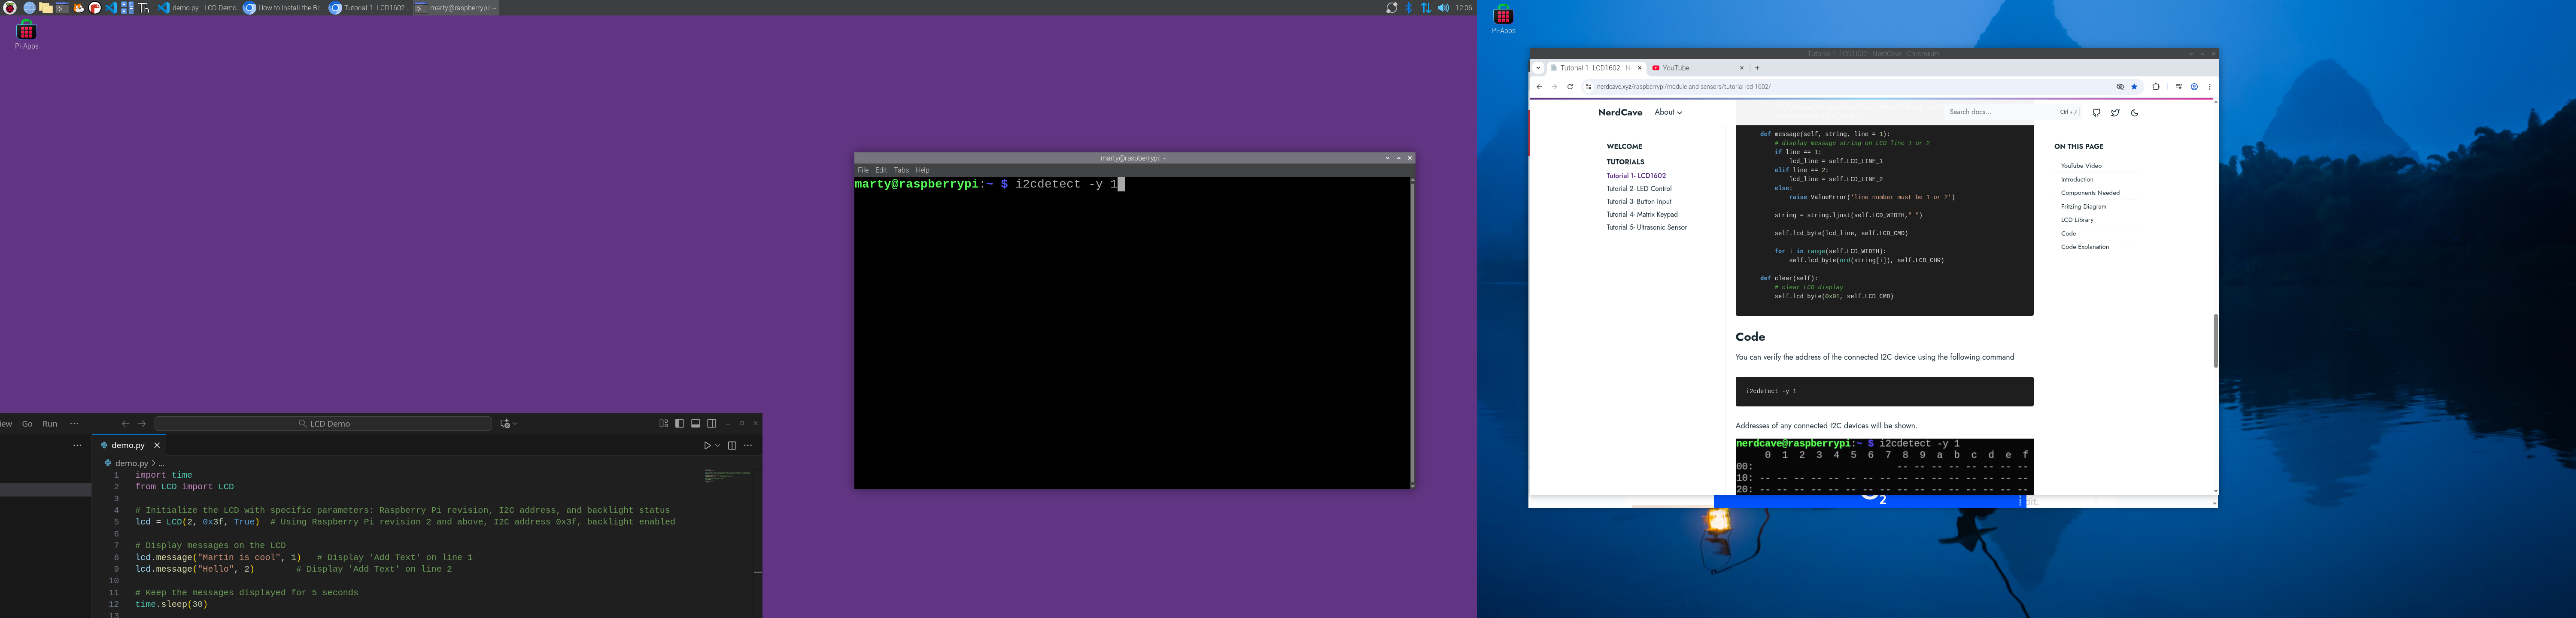 demo.py - LCD Demo...
How to Install the Br...
Tutorial 1- LCD1602 ...
marty@raspberrypi: ~
12:06
Pi-Apps
marty@raspberrypi: ~
File Edit Tabs Help
marty@raspberrypi:~ $ i2cdetect -y 1
iew Go Run ···
LCD Demo
demo.py
demo.py > ...
1 import time
2 from LCD import LCD
3
4 # Initialize the LCD with specific parameters: Raspberry Pi revision, I2C address, and backlight status
5 lcd = LCD(2, 0x3f, True)  # Using Raspberry Pi revision 2 and above, I2C address 0x3f, backlight enabled
6
7 # Display messages on the LCD
8 lcd.message("Martin is cool", 1)   # Display 'Add Text' on line 1
9 lcd.message("Hello", 2)        # Display 'Add Text' on line 2
10
11 # Keep the messages displayed for 5 seconds
12 time.sleep(30)
13
Pi-Apps
Tutorial 1- LCD1602 - NerdCave - Chromium
Tutorial 1- LCD1602 - N
YouTube
nerdcave.xyz/raspberrypi/module-and-sensors/tutorial-lcd-1602/
NerdCave
About
Search docs...
Ctrl + /
WELCOME
TUTORIALS
Tutorial 1- LCD1602
Tutorial 2- LED Control
Tutorial 3- Button Input
Tutorial 4- Matrix Keypad
Tutorial 5- Ultrasonic Sensor
def message(self, string, line = 1):
# display message string on LCD line 1 or 2
if line == 1:
lcd_line = self.LCD_LINE_1
elif line == 2:
lcd_line = self.LCD_LINE_2
else:
raise ValueError('line number must be 1 or 2')
string = string.ljust(self.LCD_WIDTH," ")
self.lcd_byte(lcd_line, self.LCD_CMD)
for i in range(self.LCD_WIDTH):
self.lcd_byte(ord(string[i]), self.LCD_CHR)
def clear(self):
# clear LCD display
self.lcd_byte(0x01, self.LCD_CMD)
Code
You can verify the address of the connected I2C device using the following command
i2cdetect -y 1
Addresses of any connected I2C devices will be shown.
nerdcave@raspberrypi:~ $ i2cdetect -y 1
0 1 2 3 4 5 6 7 8 9 a b c d e f
00: -- -- -- -- -- -- -- --
10: -- -- -- -- -- -- -- -- -- -- -- -- -- -- -- --
20: -- -- -- -- -- -- -- -- -- -- -- -- -- -- -- --
ON THIS PAGE
YouTube Video
Introduction
Components Needed
Fritzing Diagram
LCD Library
Code
Code Explanation
2